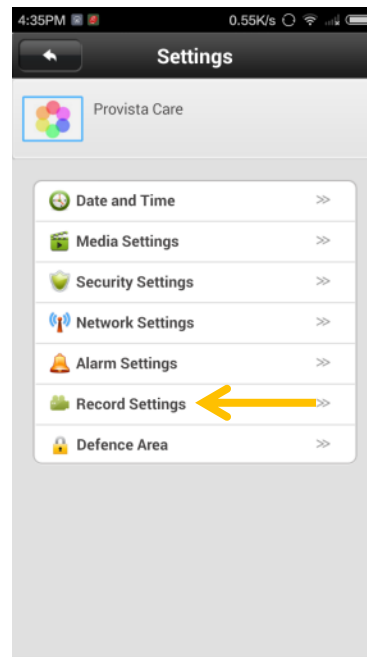 4:35PM 0.55K/s
Settings
Provista Care
Date and Time
Media Settings
Security Settings
Network Settings
Alarm Settings
Record Settings
Defence Area